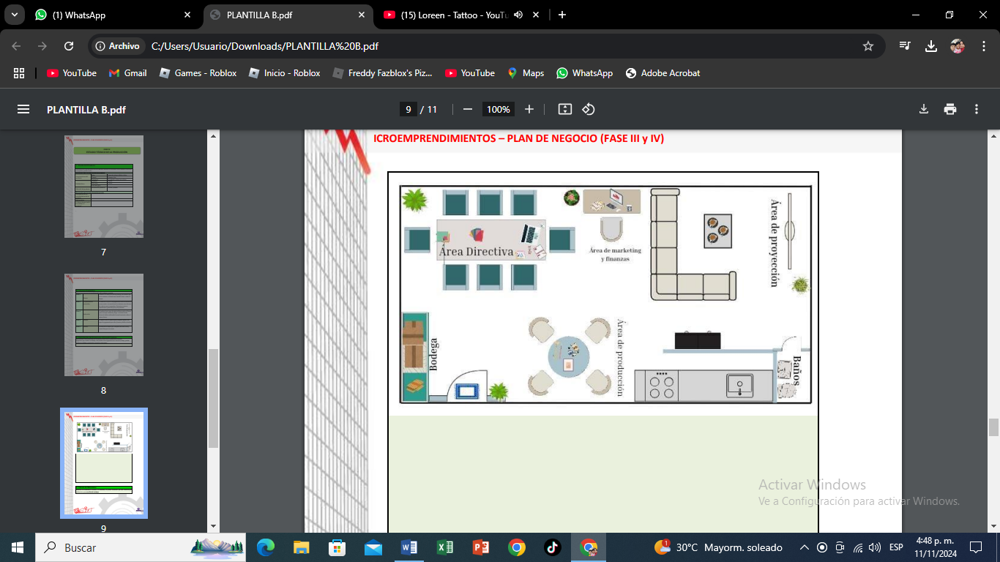 (1) WhatsApp
PLANTILLA B.pdf
(15) Loreen - Tattoo - YouTu
Archivo
C:/Users/Usuario/Downloads/PLANTILLA%20B.pdf
YouTube
Gmail
Games - Roblox
Inicio - Roblox
Freddy Fazblox's Piz...
YouTube
Maps
WhatsApp
Adobe Acrobat
PLANTILLA B.pdf
9 / 11
100%
7
8
9
ICROEMPRENDIMIENTOS – PLAN DE NEGOCIO (FASE III y IV)
Área Directiva
Área de marketing
y finanzas
Área de proyección
Bodega
Área de producción
Baños
Activar Windows
Ve a Configuración para activar Windows.
Buscar
30°C Mayorm. soleado
ESP
4:48 p. m.
11/11/2024